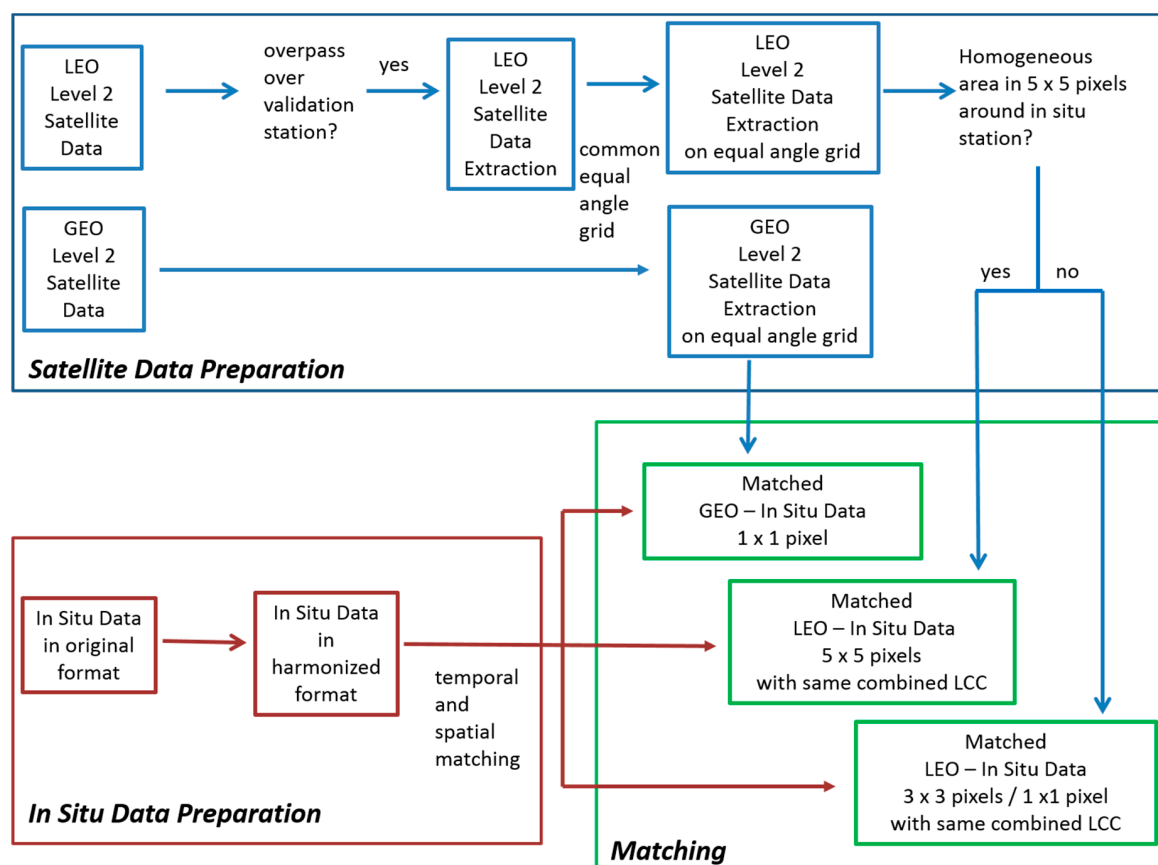 LEO
Level 2
Satellite
Data
overpass
over
validation
station?
yes
LEO
Level 2
Satellite
Data
Extraction
common
equal
angle
grid
LEO
Level 2
Satellite Data
Extraction
on equal angle grid
Homogeneous
area in 5 x 5 pixels
around in situ
station?
GEO
Level 2
Satellite
Data
GEO
Level 2
Satellite Data
Extraction
on equal angle grid
yes
no
Satellite Data Preparation
Matched
GEO – In Situ Data
1 x 1 pixel
In Situ Data
in original
format
In Situ Data
in
harmonized
format
temporal
and
spatial
matching
Matched
LEO – In Situ Data
5 x 5 pixels
with same combined LCC
Matched
LEO – In Situ Data
3 x 3 pixels / 1 x1 pixel
with same combined LCC
In Situ Data Preparation
Matching